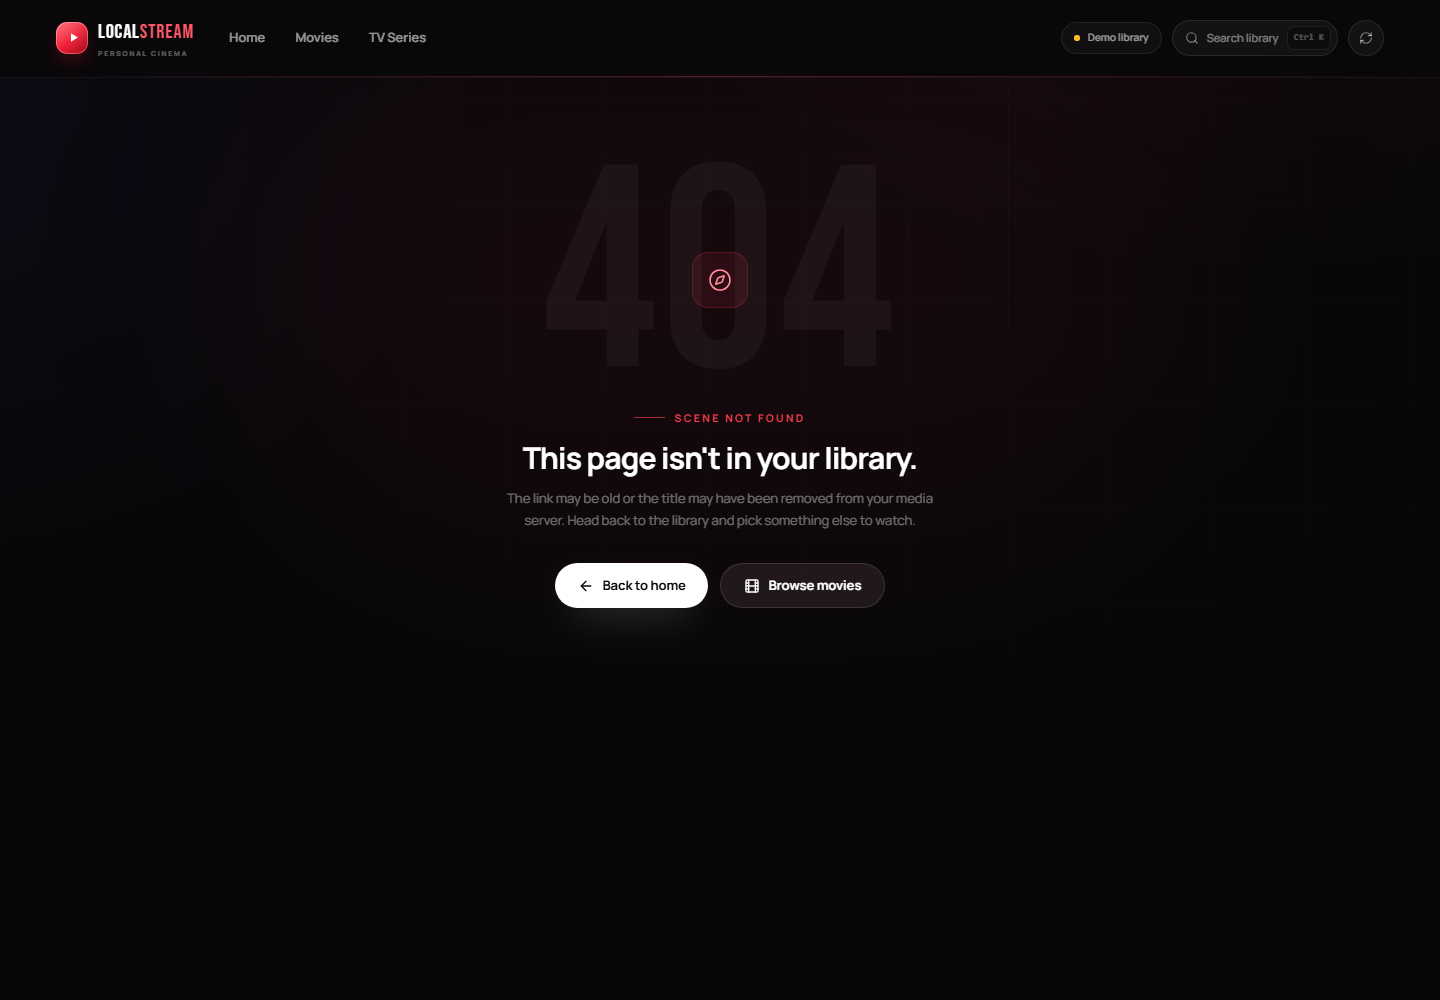 LOCALSTREAM
PERSONAL CINEMA
Home
Movies
TV Series
Demo library
Search library
Ctrl K
404
SCENE NOT FOUND
This page isn't in your library.
The link may be old or the title may have been removed from your media
server. Head back to the library and pick something else to watch.
Back to home
Browse movies